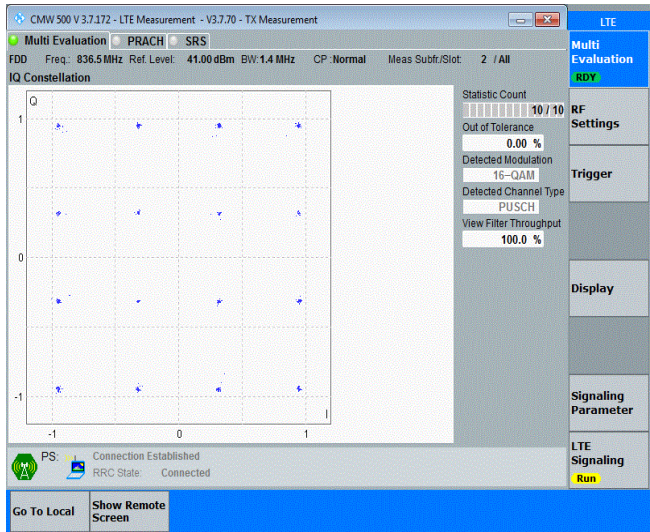 CMW 500 V 3.7.172 - LTE Measurement - V3.7.70 - TX Measurement
LTE
Multi Evaluation PRACH SRS
FDD Freq.: 836.5 MHz Ref. Level: 41.00 dBm BW: 1.4 MHz CP : Normal Meas Subfr./Slot: 2 / All
IQ Constellation
Q
1
0
-1
-1 0 1
I
Statistic Count
10 / 10
Out of Tolerance
0.00 %
Detected Modulation
16-QAM
Detected Channel Type
PUSCH
View Filter Throughput
100.0 %
Multi
Evaluation
RDY
RF
Settings
Trigger
Display
Signaling
Parameter
LTE
Signaling
Run
PS: Connection Established
RRC State: Connected
Go To Local
Show Remote
Screen